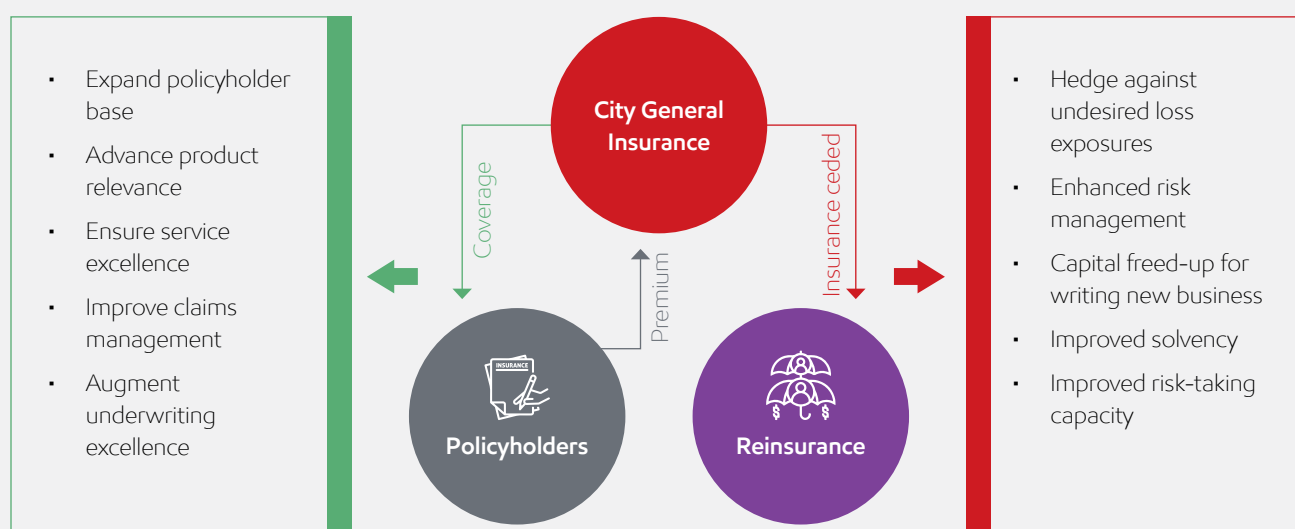 ▪ Expand policyholder
base
▪ Advance product
relevance
▪ Ensure service
excellence
▪ Improve claims
management
▪ Augment
underwriting
excellence
City General
Insurance
Coverage
Premium
Insurance ceded
INSURANCE
Policyholders
$ $
Reinsurance
▪ Hedge against
undesired loss
exposures
▪ Enhanced risk
management
▪ Capital freed-up for
writing new business
▪ Improved solvency
▪ Improved risk-taking
capacity